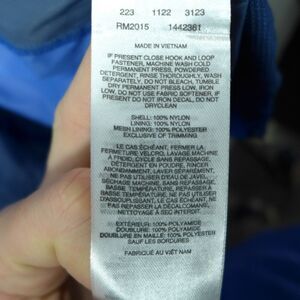 223 1122 3123
RM2015 1442361
MADE IN VIETNAM
IF PRESENT CLOSE HOOK AND LOOP
FASTENER, MACHINE WASH COLD
PERMANENT PRESS, POWDERED
DETERGENT, RINSE THOROUGHLY, WASH
SEPARATELY, DO NOT BLEACH, TUMBLE
DRY PERMANENT PRESS LOW, IRON
LOW, DO NOT USE FABRIC SOFTENER, IF
PRESENT DO NOT IRON DECAL, DO NOT
DRYCLEAN
SHELL: 100% NYLON
LINING: 100% NYLON
MESH LINING: 100% POLYESTER
EXCLUSIVE OF TRIMMING
LE CAS ÉCHÉANT, FERMER LA
FERMETURE VELCRO, LAVAGE MACHINE
À FROID, CYCLE SANS REPASSAGE,
DÉTERGENT EN POUDRE, RINCER
ABONDAMMENT, LAVER SÉPARÉMENT,
NE PAS UTILISER D'EAU DE JAVEL,
SÉCHAGE MACHINE SANS REPASSAGE,
BASSE TEMPÉRATURE, REPASSER À
BASSE TEMPÉRATURE, NE PAS UTILISER
D'ASSOUPLISSANT, LE CAS ÉCHÉANT NE
PAS REPASSER LE DÉCALCO,
NETTOYAGE À SEC INTERDIT
EXTÉRIEUR: 100% POLYAMIDE
DOUBLURE: 100% POLYAMIDE
DOUBLURE EN MAILLE: 100% POLYESTER
SAUF LES BORDURES
FABRIQUÉ AU VIÊT NAM